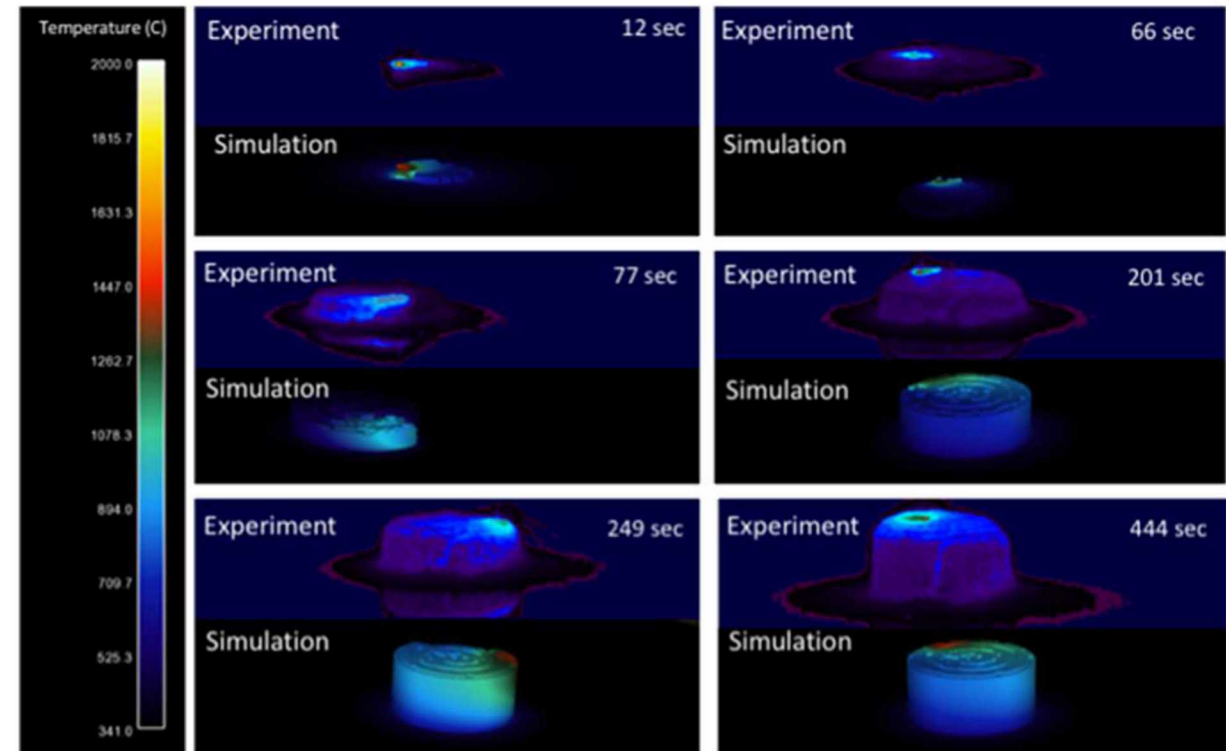 Temperature (C)
2000.0
1815.7
1631.3
1447.0
1262.7
1078.3
894.0
709.7
525.3
341.0
Experiment 12 sec
Simulation
Experiment 66 sec
Simulation
Experiment 77 sec
Simulation
Experiment 201 sec
Simulation
Experiment 249 sec
Simulation
Experiment 444 sec
Simulation